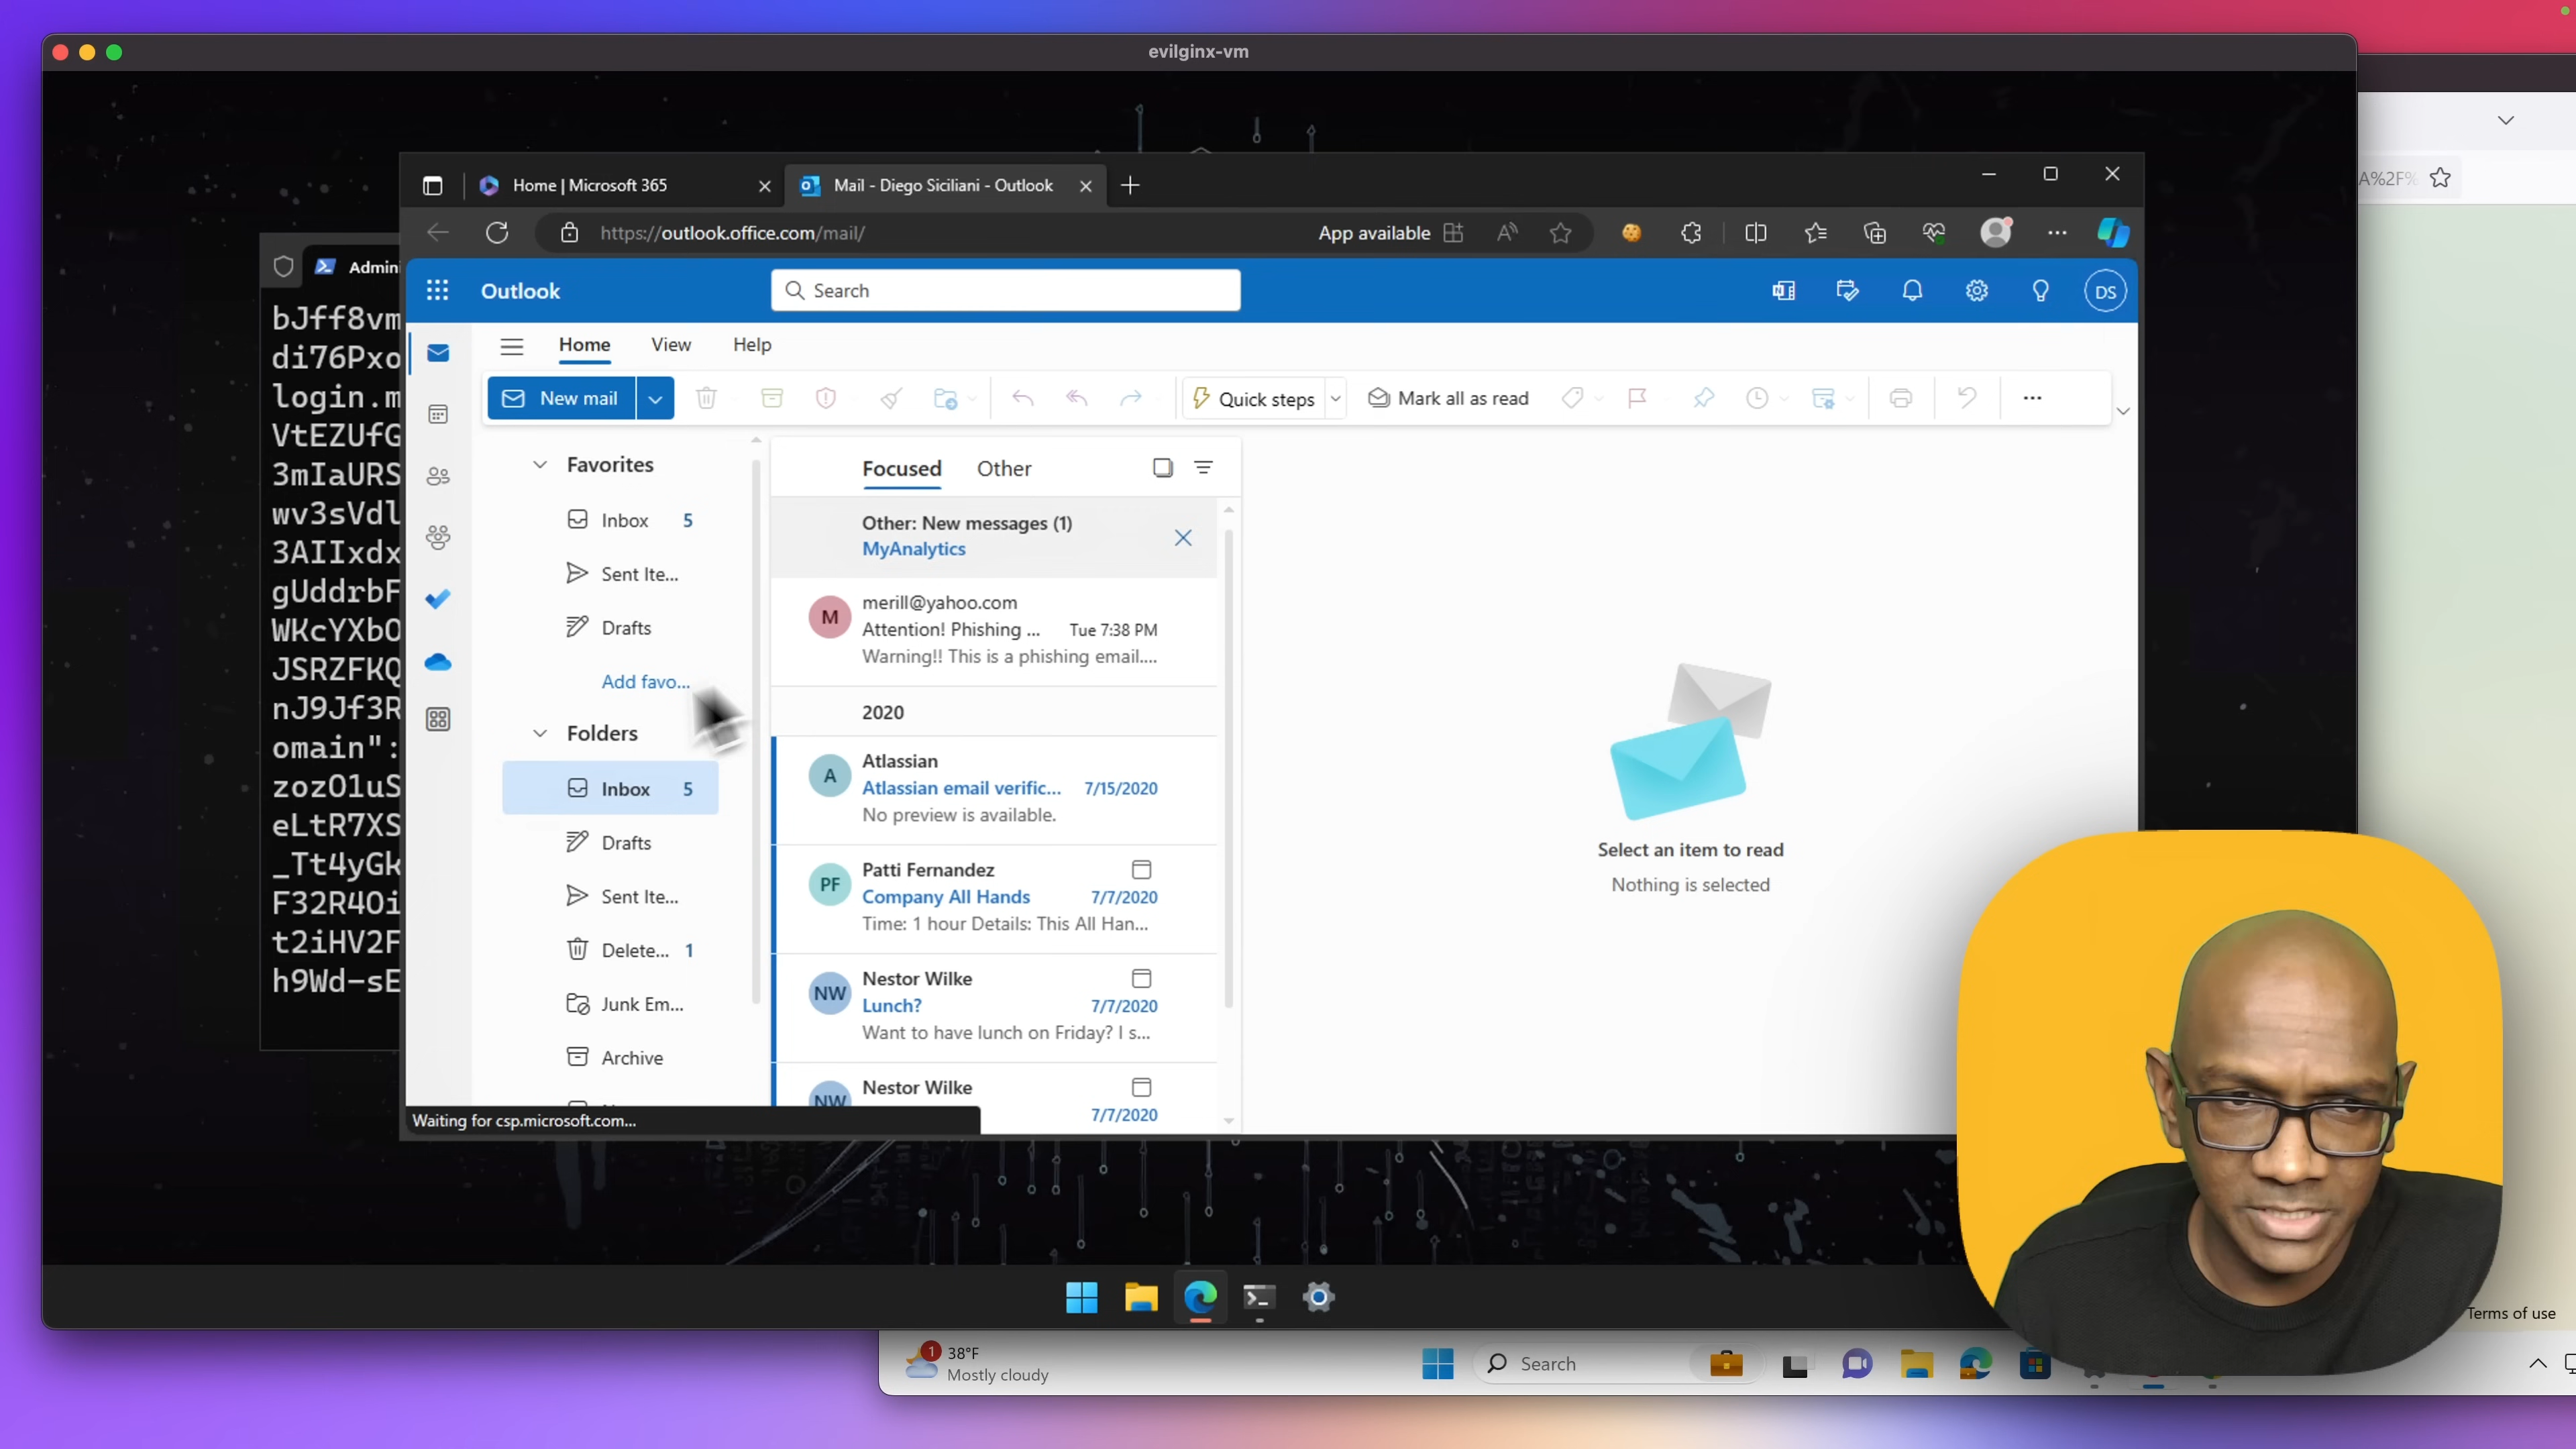 evilginx-vm
Home | Microsoft 365
Mail - Diego Siciliani - Outlook
A%2F%
https://outlook.office.com/mail/
App available
Admini
Outlook
Search
DS
bJff8vm
di76Pxo
login.m
VtEZUfG
3mIaURS
wv3sVdl
3AIIxdx
gUddrbF
WKcYXbO
JSRZFKQ
nJ9Jf3R
omain":
zozO1uS
eLtR7XS
_Tt4yGk
F32R4Oi
t2iHV2F
h9Wd-sE
Home
View
Help
New mail
Quick steps
Mark all as read
Favorites
Inbox 5
Sent Ite...
Drafts
Add favo...
Folders
Inbox 5
Drafts
Sent Ite...
Delete... 1
Junk Em...
Archive
Focused
Other
Other: New messages (1)
MyAnalytics
M
merill@yahoo.com
Attention! Phishing ... Tue 7:38 PM
Warning!! This is a phishing email....
2020
A
Atlassian
Atlassian email verific... 7/15/2020
No preview is available.
PF
Patti Fernandez
Company All Hands 7/7/2020
Time: 1 hour Details: This All Han...
NW
Nestor Wilke
Lunch? 7/7/2020
Want to have lunch on Friday? I s...
NW
Nestor Wilke
7/7/2020
Select an item to read
Nothing is selected
Waiting for csp.microsoft.com...
Terms of use
1
38°F
Mostly cloudy
Search